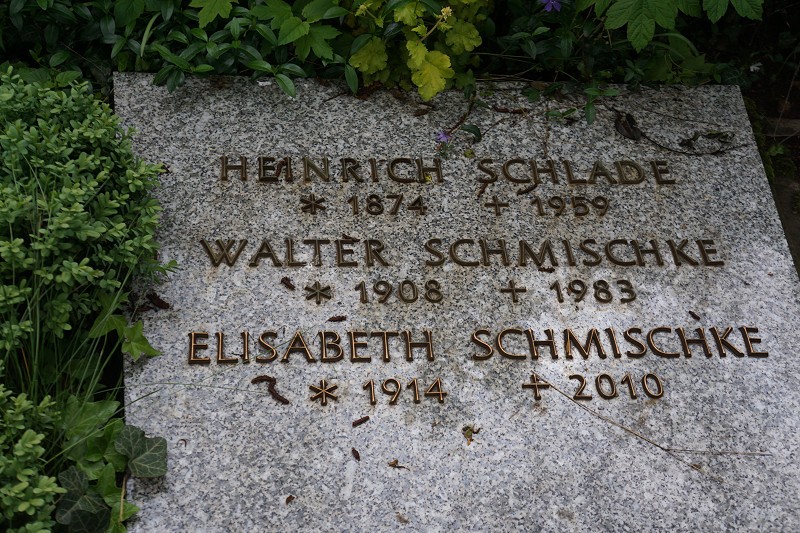 HEINRICH SCHLADE
* 1874 + 1959
WALTER SCHMISCHKE
* 1908 + 1983
ELISABETH SCHMISCHKE
* 1914 + 2010